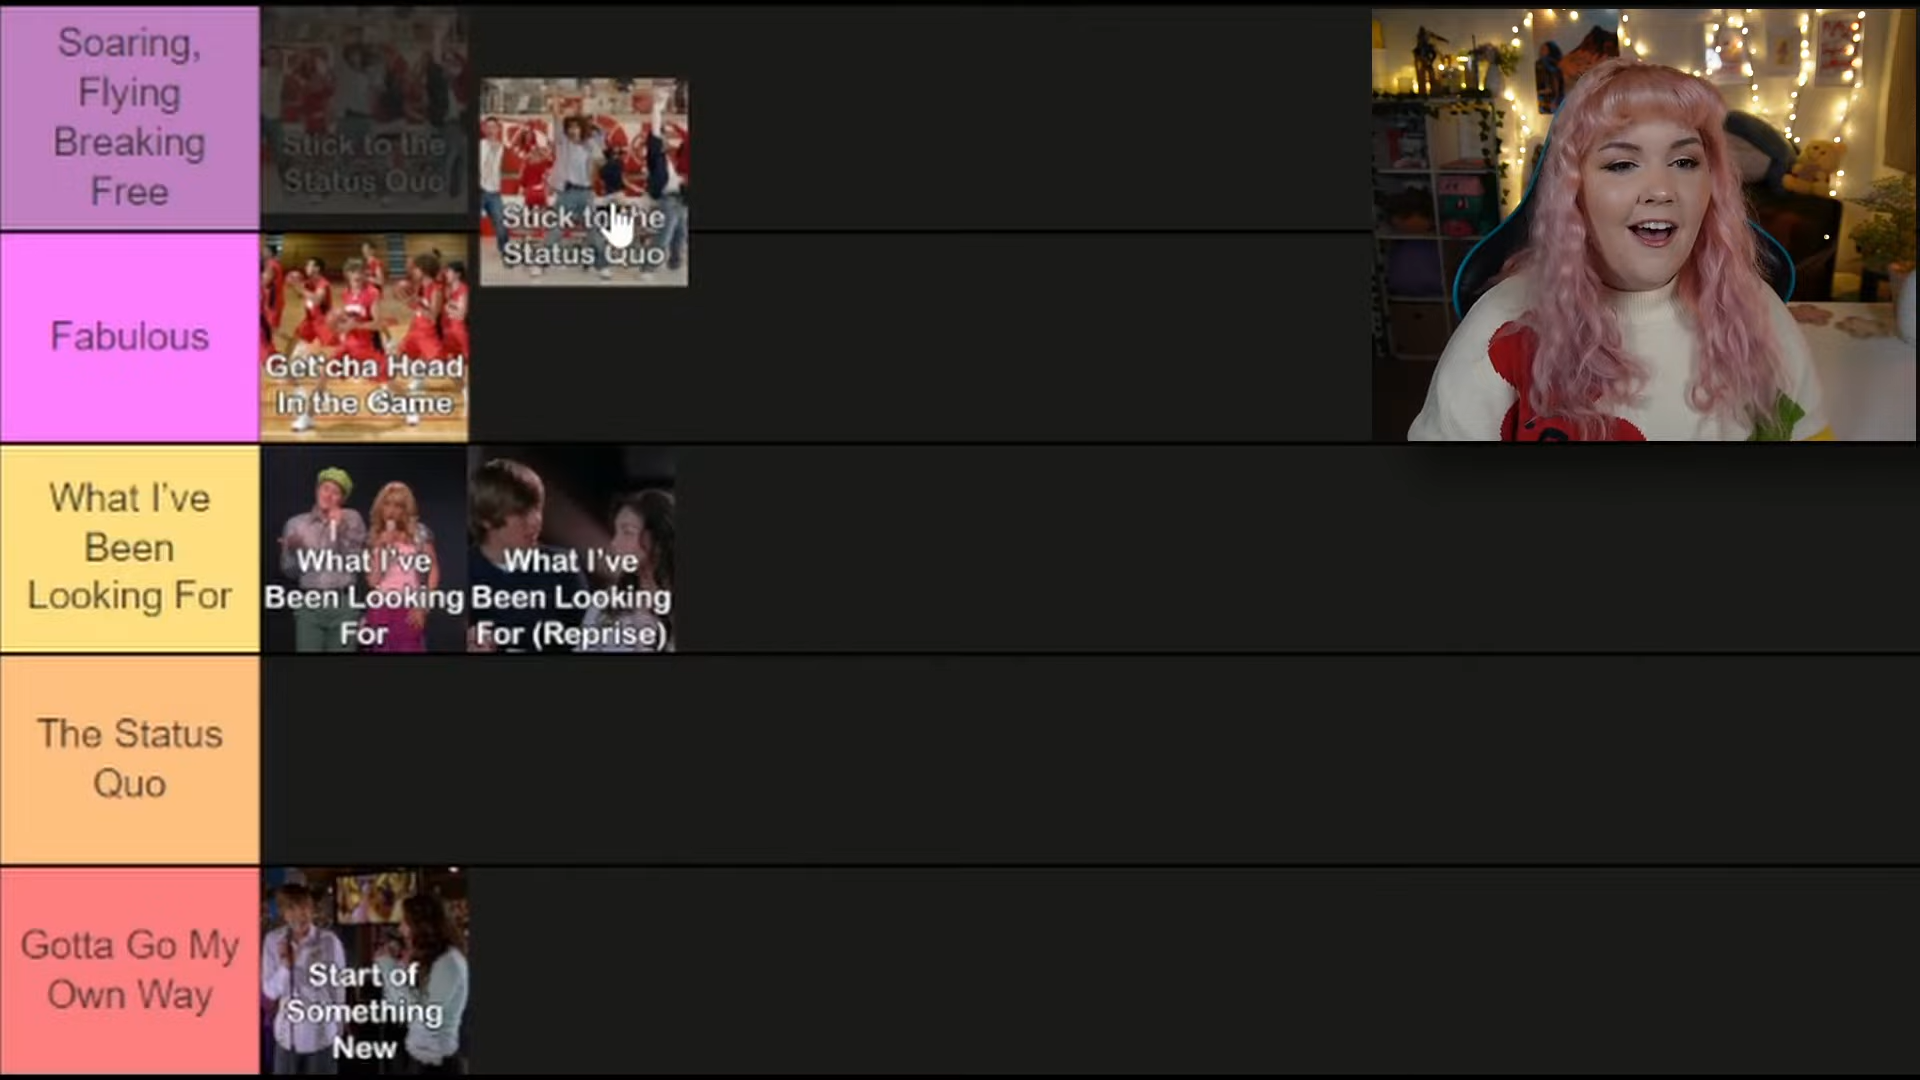 Soaring,
Flying
Breaking
Free
Stick to the
Status Quo
Stick to the
Status Quo
Fabulous
Get'cha Head
In the Game
What I've
Been
Looking For
What I've
Been Looking
For
What I've
Been Looking
For (Reprise)
The Status
Quo
Gotta Go My
Own Way
Start of
Something
New